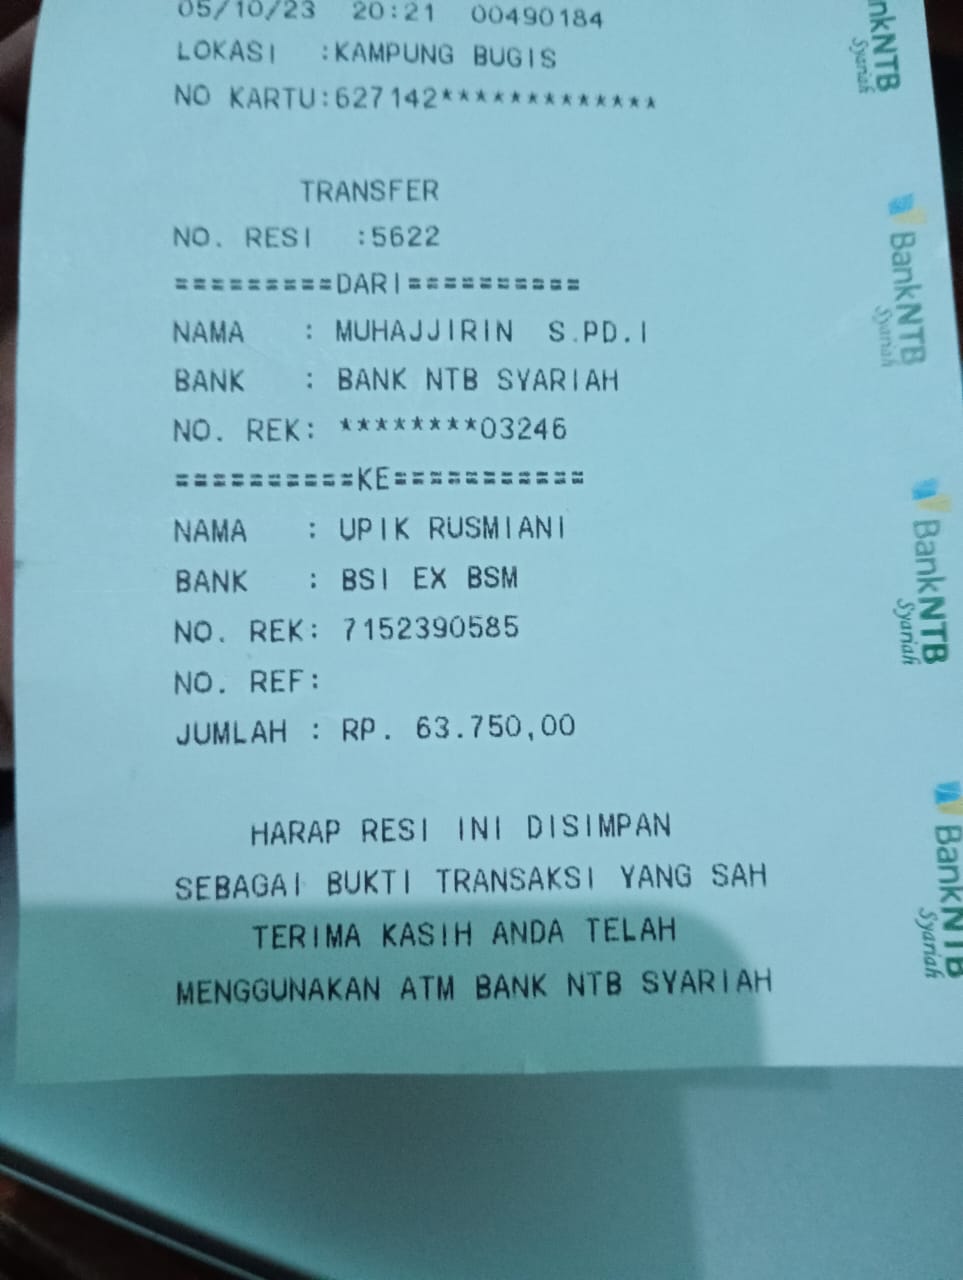 05/10/23 20:21 00490184
LOKASI :KAMPUNG BUGIS
NO KARTU:627142*************
TRANSFER
NO. RESI :5622
=========DARI==========
NAMA : MUHAJJIRIN S.PD.I
BANK : BANK NTB SYARIAH
NO. REK: ********03246
==========KE===========
NAMA : UPIK RUSMIANI
BANK : BSI EX BSM
NO. REK: 7152390585
NO. REF:
JUMLAH : RP. 63.750,00
HARAP RESI INI DISIMPAN
SEBAGAI BUKTI TRANSAKSI YANG SAH
TERIMA KASIH ANDA TELAH
MENGGUNAKAN ATM BANK NTB SYARIAH
nkNTB
Syariah
BankNTB
Syariah
BankNTB
Syariah
BankNTB
Syariah